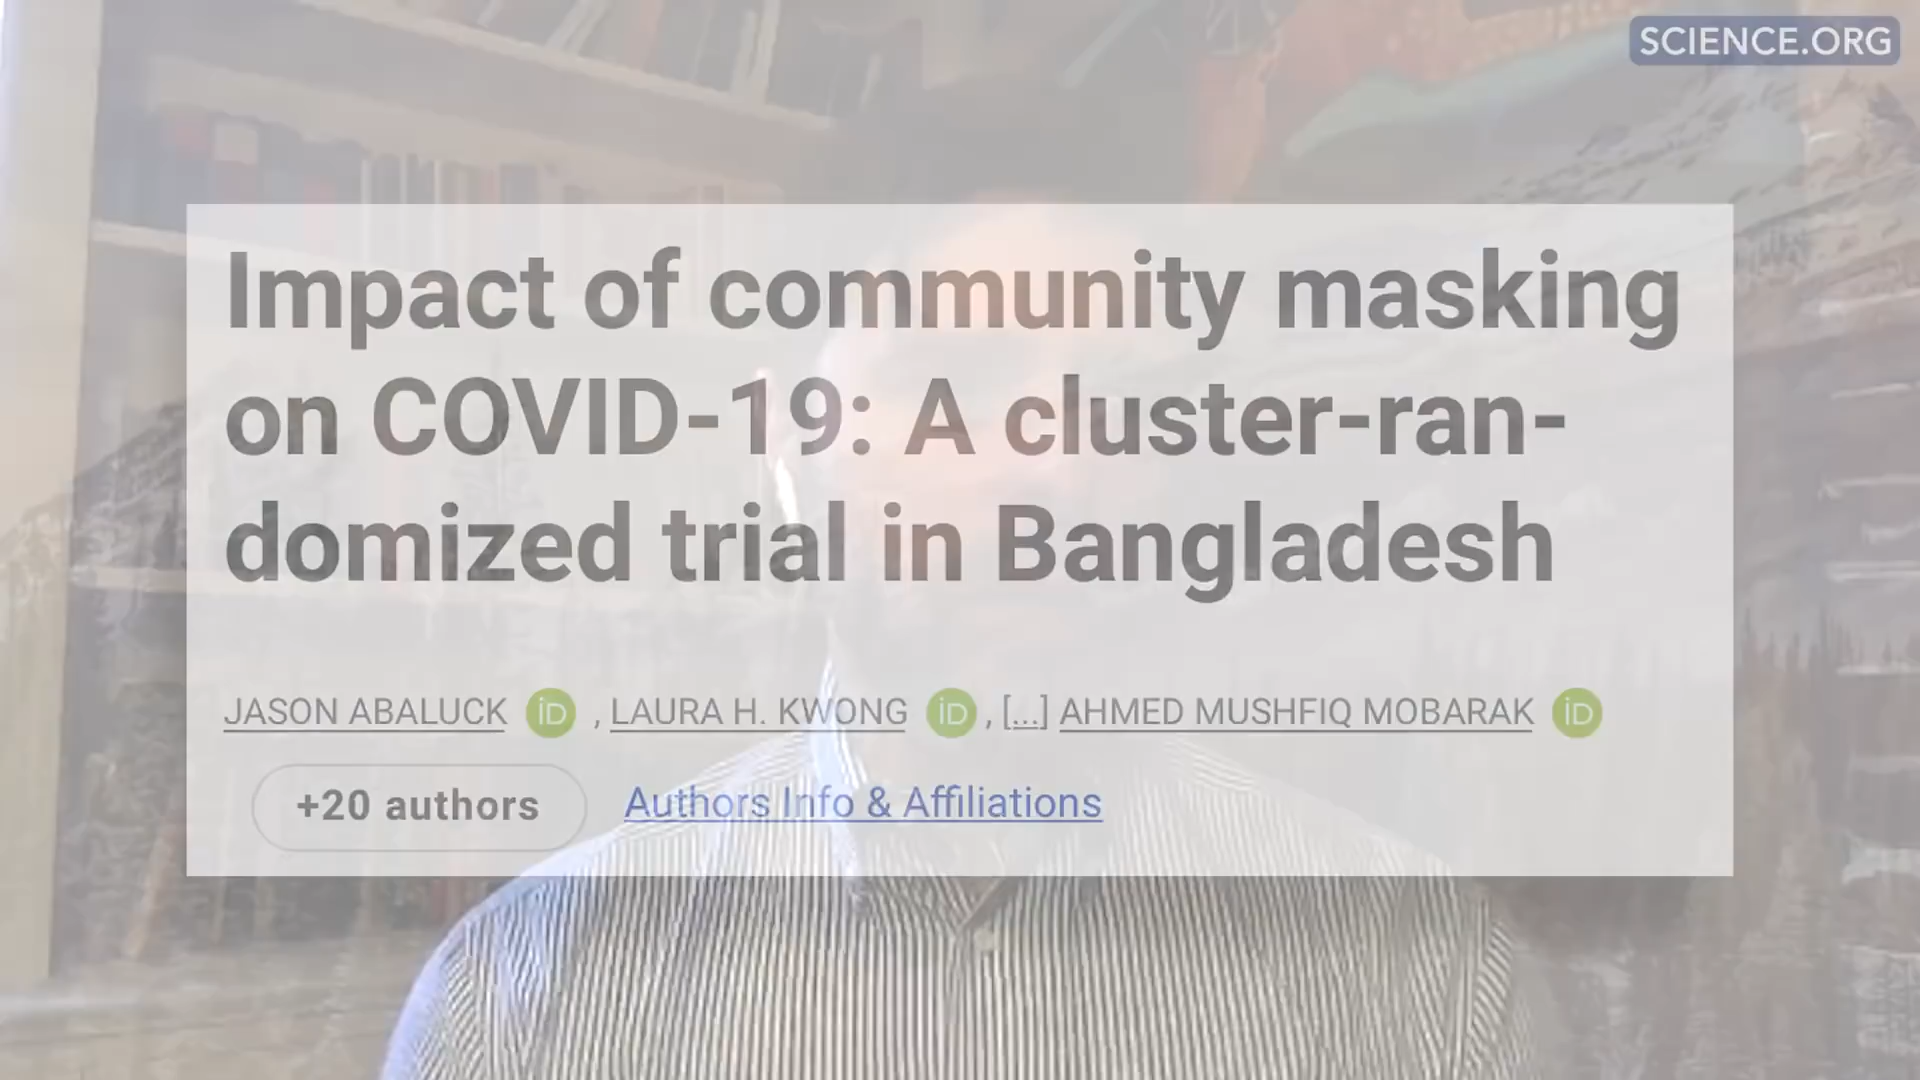 SCIENCE.ORG
Impact of community masking
on COVID-19: A cluster-ran-
domized trial in Bangladesh
JASON ABALUCK iD , LAURA H. KWONG iD , [...] AHMED MUSHFIQ MOBARAK iD
+20 authors Authors Info & Affiliations